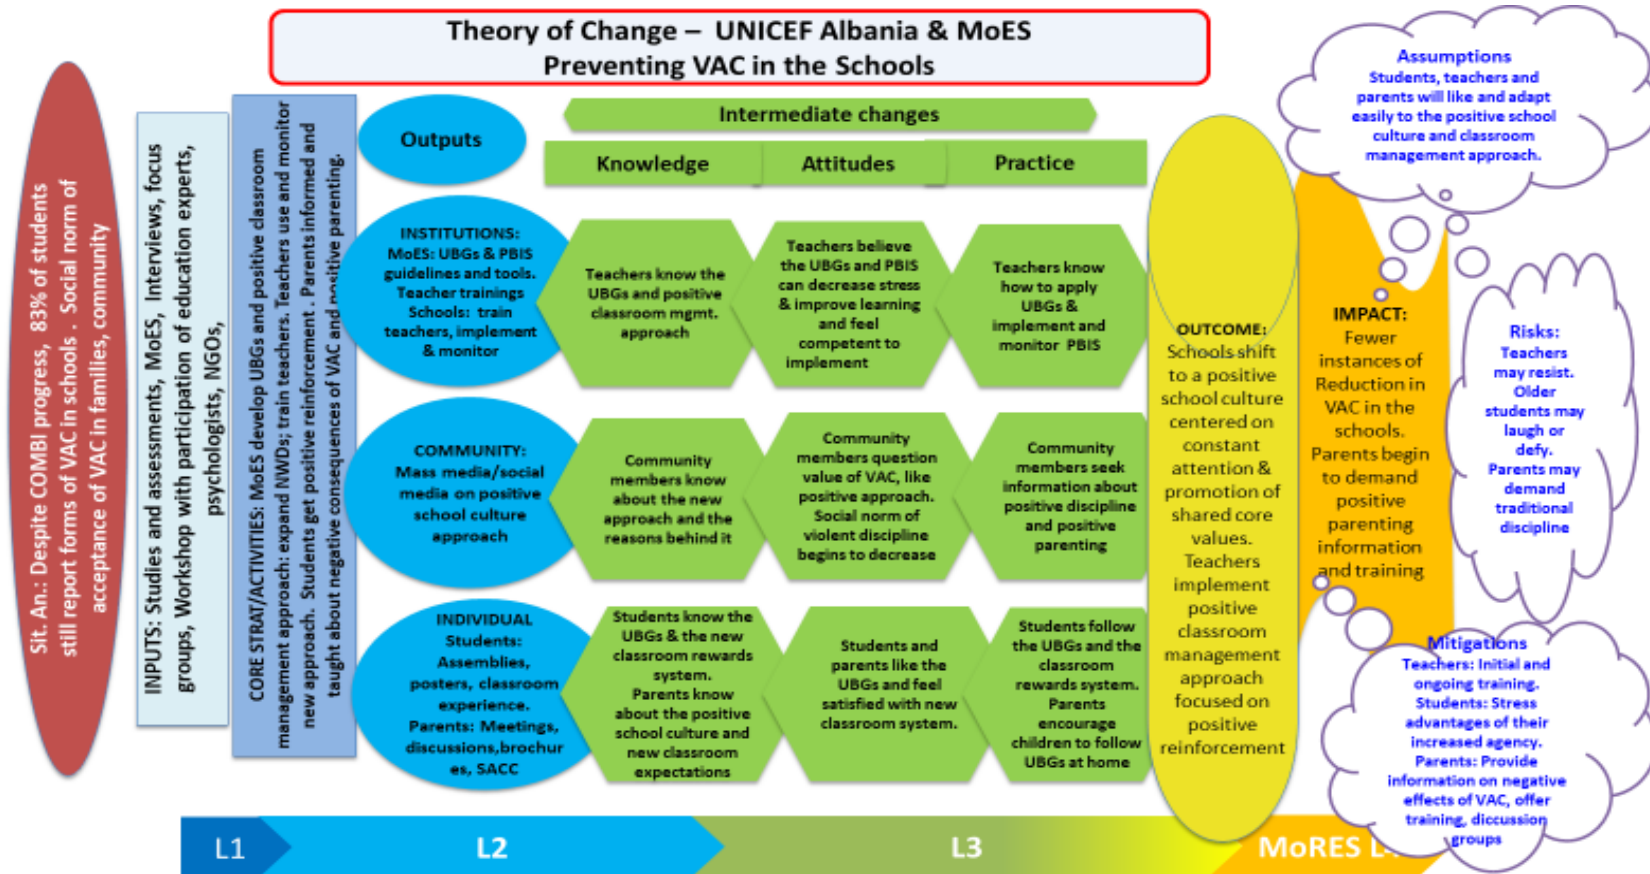 Theory of Change – UNICEF Albania & MoES
Preventing VAC in the Schools
Sit. An.: Despite COMBI progress, 83% of students
still report forms of VAC in schools . Social norm of
acceptance of VAC in families, community
INPUTS: Studies and assessments, MoES, Interviews, focus
groups, Workshop with participation of education experts,
psychologists, NGOs,
CORE STRAT/ACTIVITIES: MoES develop UBGs and positive classroom
management approach: expand NWDs; train teachers. Teachers use and monitor
new approach. Students get positive reinforcement . Parents informed and
taught about negative consequences of VAC and positive parenting.
Outputs
Intermediate changes
Knowledge
Attitudes
Practice
INSTITUTIONS:
MoES: UBGs & PBIS
guidelines and tools.
Teacher trainings
Schools: train
teachers, implement
& monitor
Teachers know the
UBGs and positive
classroom mgmt.
approach
Teachers believe
the UBGs and PBIS
can decrease stress
& improve learning
and feel
competent to
implement
Teachers know
how to apply
UBGs &
implement and
monitor PBIS
COMMUNITY:
Mass media/social
media on positive
school culture
approach
Community
members know
about the new
approach and the
reasons behind it
Community
members question
value of VAC, like
positive approach.
Social norm of
violent discipline
begins to decrease
Community
members seek
information about
positive discipline
and positive
parenting
INDIVIDUAL
Students:
Assemblies,
posters, classroom
experience.
Parents: Meetings,
discussions,brochur
es, SACC
Students know the
UBGs & the new
classroom rewards
system.
Parents know
about the positive
school culture and
new classroom
expectations
Students and
parents like the
UBGs and feel
satisfied with new
classroom system.
Students follow
the UBGs and the
classroom
rewards system.
Parents
encourage
children to follow
UBGs at home
OUTCOME:
Schools shift
to a positive
school culture
centered on
constant
attention &
promotion of
shared core
values.
Teachers
implement
positive
classroom
management
approach
focused on
positive
reinforcement
IMPACT:
Fewer
instances of
Reduction in
VAC in the
schools.
Parents begin
to demand
positive
parenting
information
and training
Assumptions
Students, teachers and
parents will like and adapt
easily to the positive school
culture and classroom
management approach.
Risks:
Teachers
may resist.
Older
students may
laugh or
defy.
Parents may
demand
traditional
discipline
Mitigations
Teachers: Initial and
ongoing training.
Students: Stress
advantages of their
increased agency.
Parents: Provide
information on negative
effects of VAC, offer
training, diccussion
groups
L1
L2
L3
MoRES